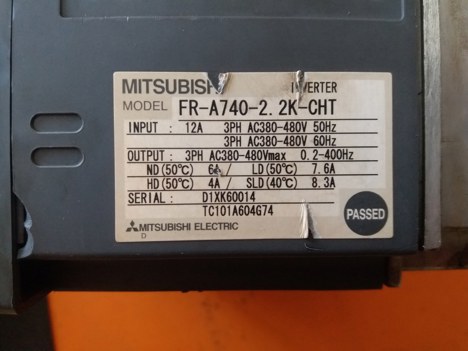 MITSUBISHI INVERTER
MODEL FR-A740-2.2K-CHT
INPUT : 12A 3PH AC380-480V 50Hz
3PH AC380-480V 60Hz
OUTPUT : 3PH AC380-480Vmax 0.2-400Hz
ND(50℃) 6A / LD(50℃) 7.6A
HD(50℃) 4A / SLD(40℃) 8.3A
SERIAL : D1XK60014
TC101A604G74
PASSED
MITSUBISHI ELECTRIC
D